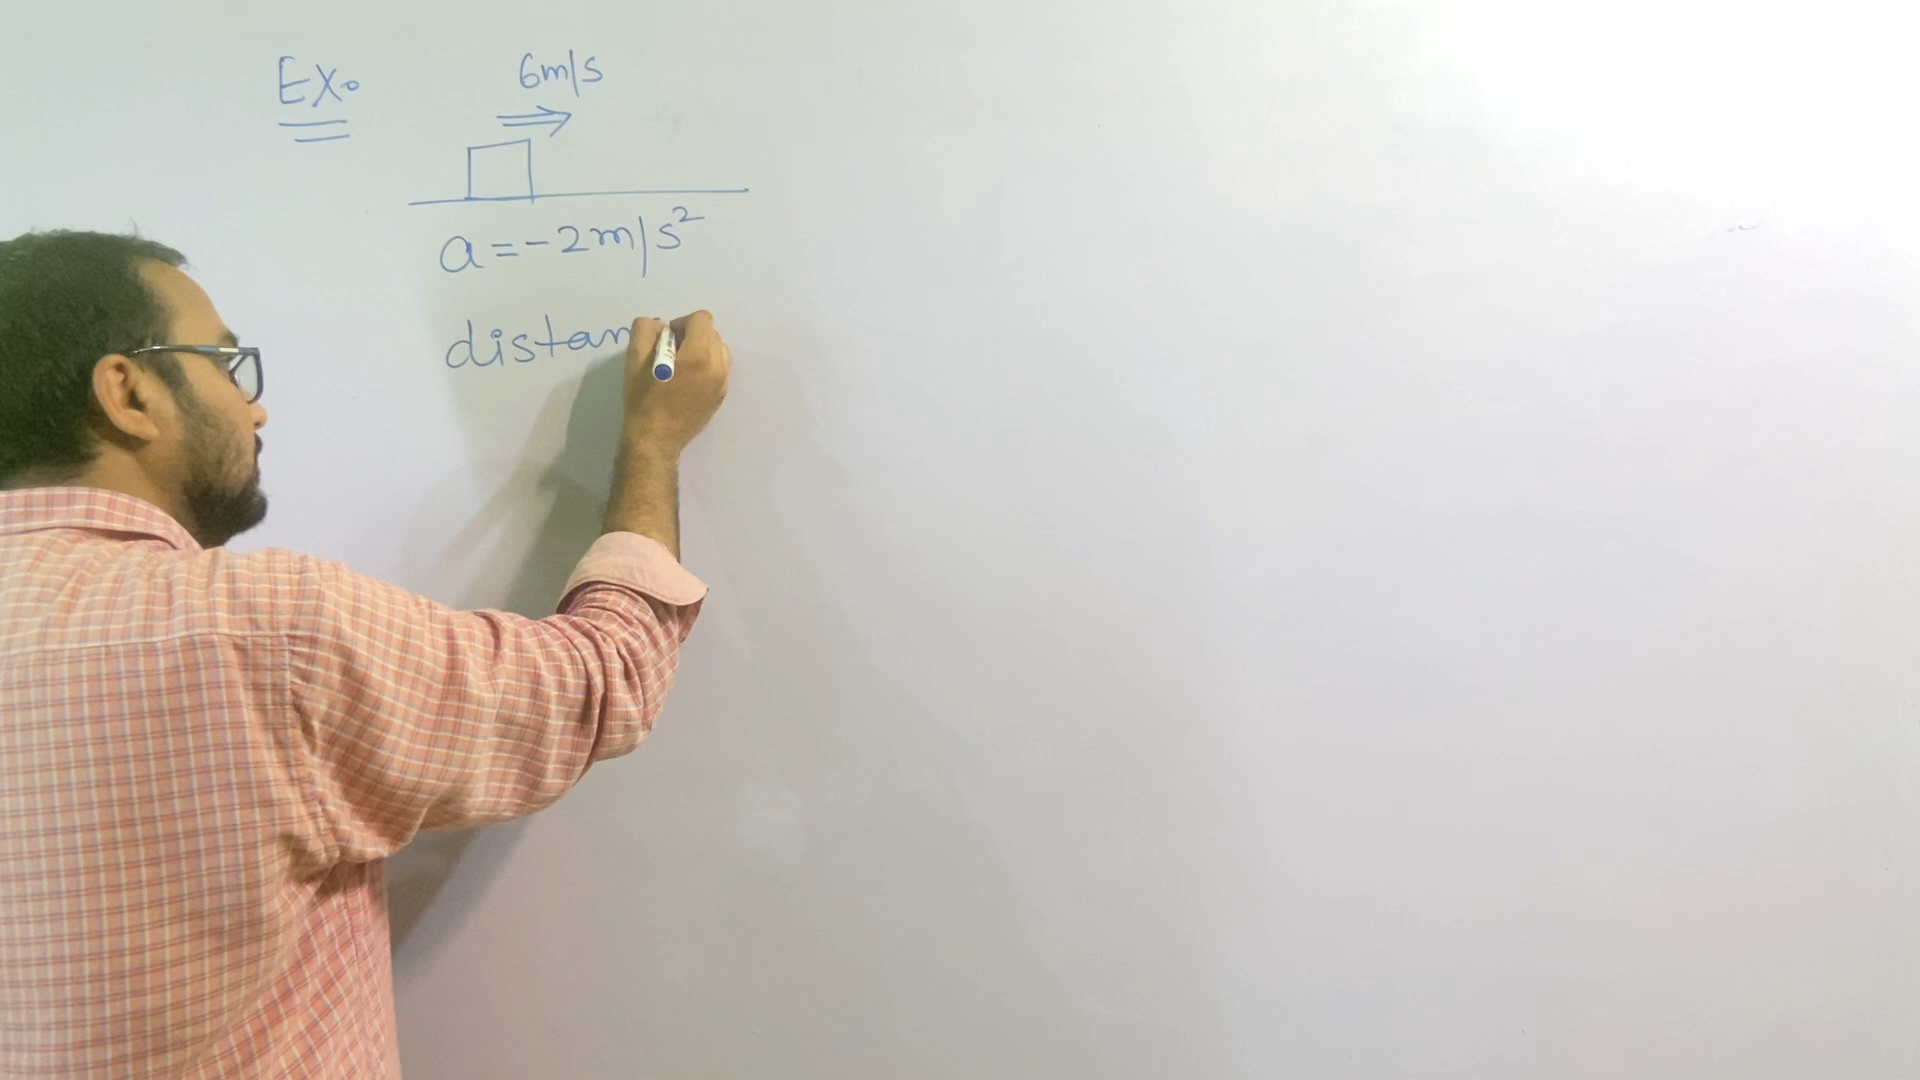 EX.
6m/s
a = -2m/s²
distan